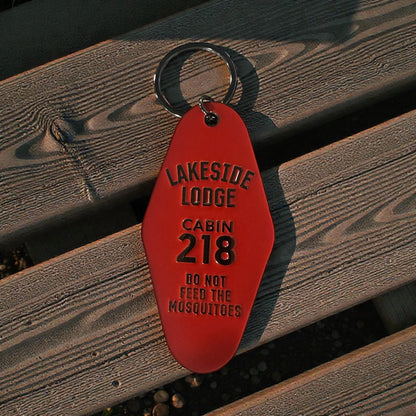 LAKESIDE
LODGE
CABIN
218
DO NOT
FEED THE
MOSQUITOES